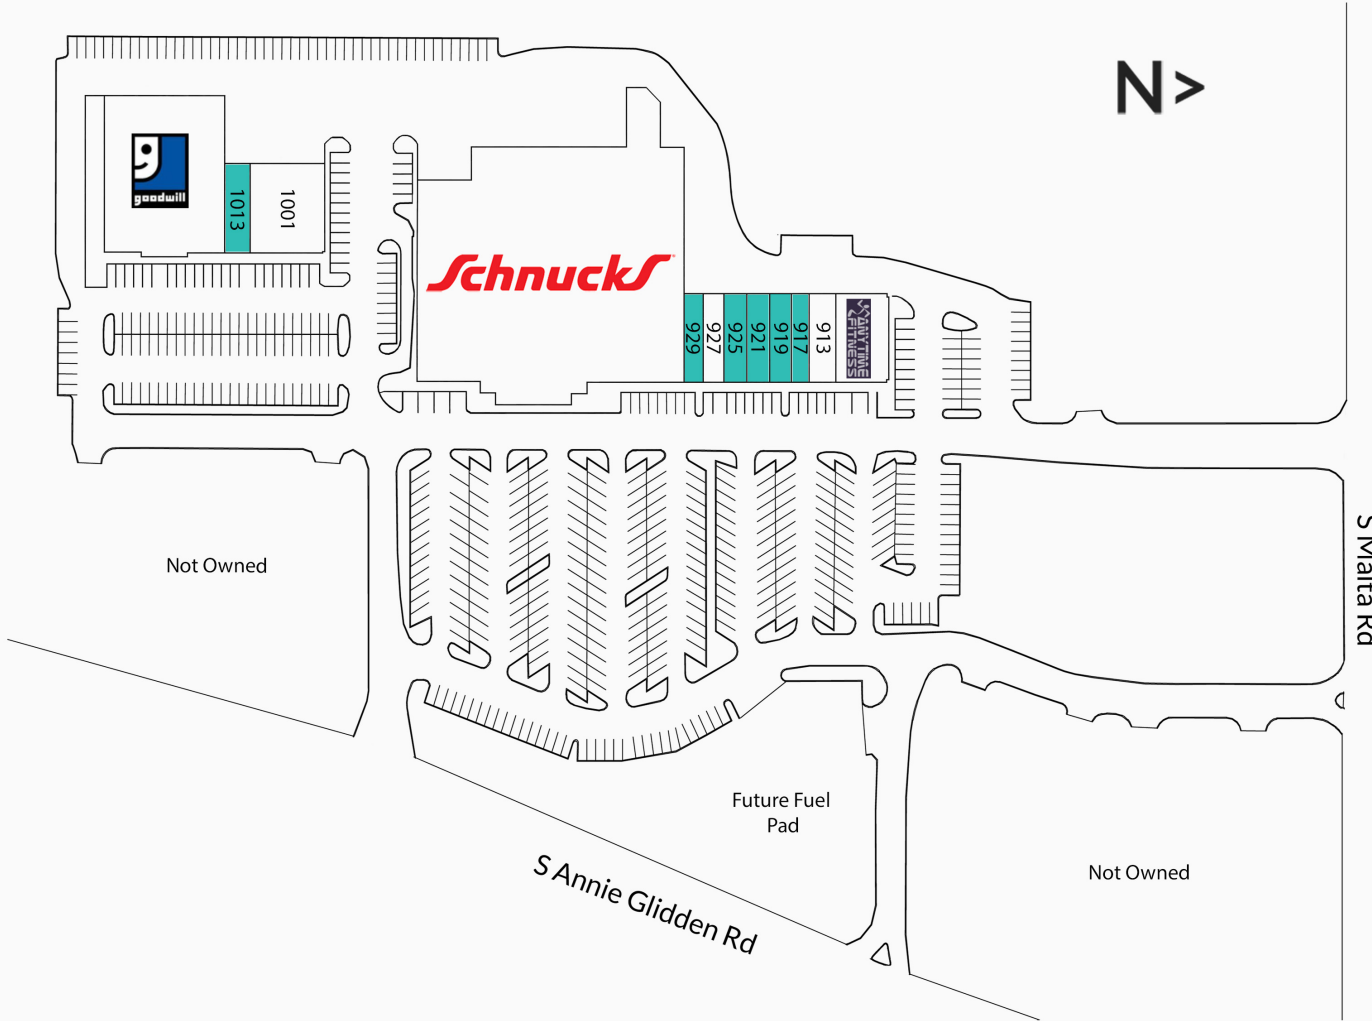 N>
goodwill
1013
1001
Schnucks
929
927
925
921
919
917
913
ANYTIME
FITNESS
Not Owned
S Malta Rd
Future Fuel
Pad
S Annie Glidden Rd
Not Owned